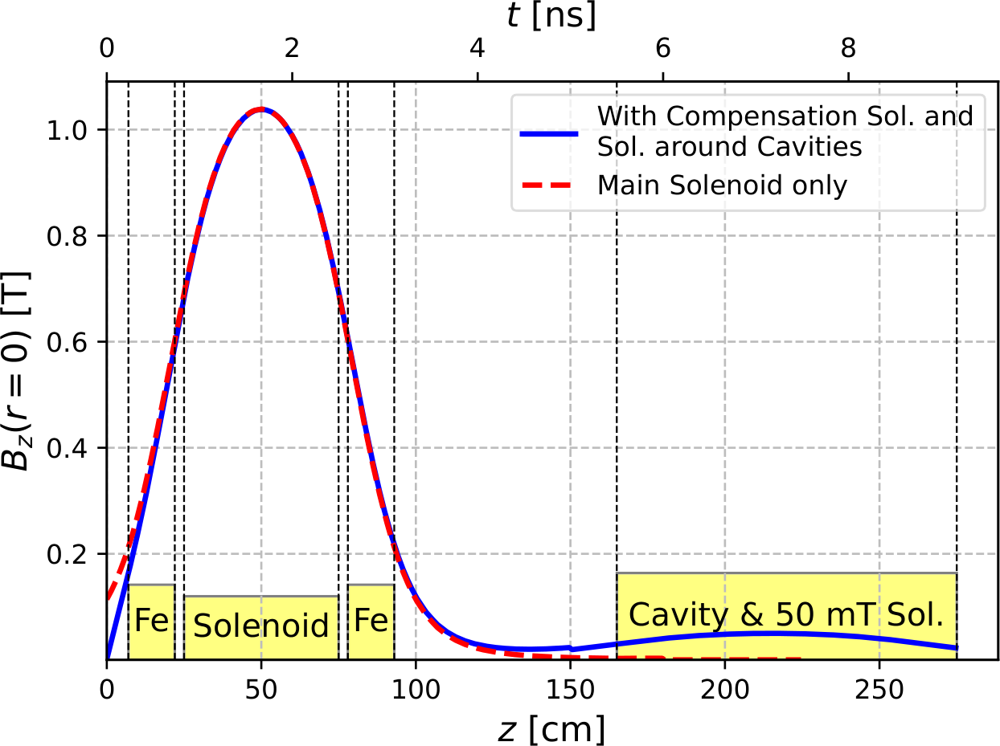 t [ns]
0 2 4 6 8
With Compensation Sol. and
Sol. around Cavities
Main Solenoid only
B_z(r = 0) [T]
1.0
0.8
0.6
0.4
0.2
Fe Solenoid Fe Cavity & 50 mT Sol.
0 50 100 150 200 250
z [cm]